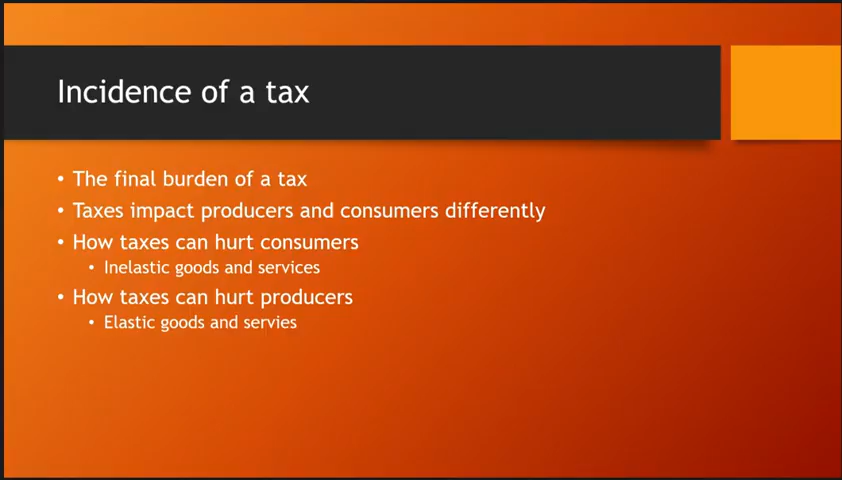 Incidence of a tax
• The final burden of a tax
• Taxes impact producers and consumers differently
• How taxes can hurt consumers
• Inelastic goods and services
• How taxes can hurt producers
• Elastic goods and servies